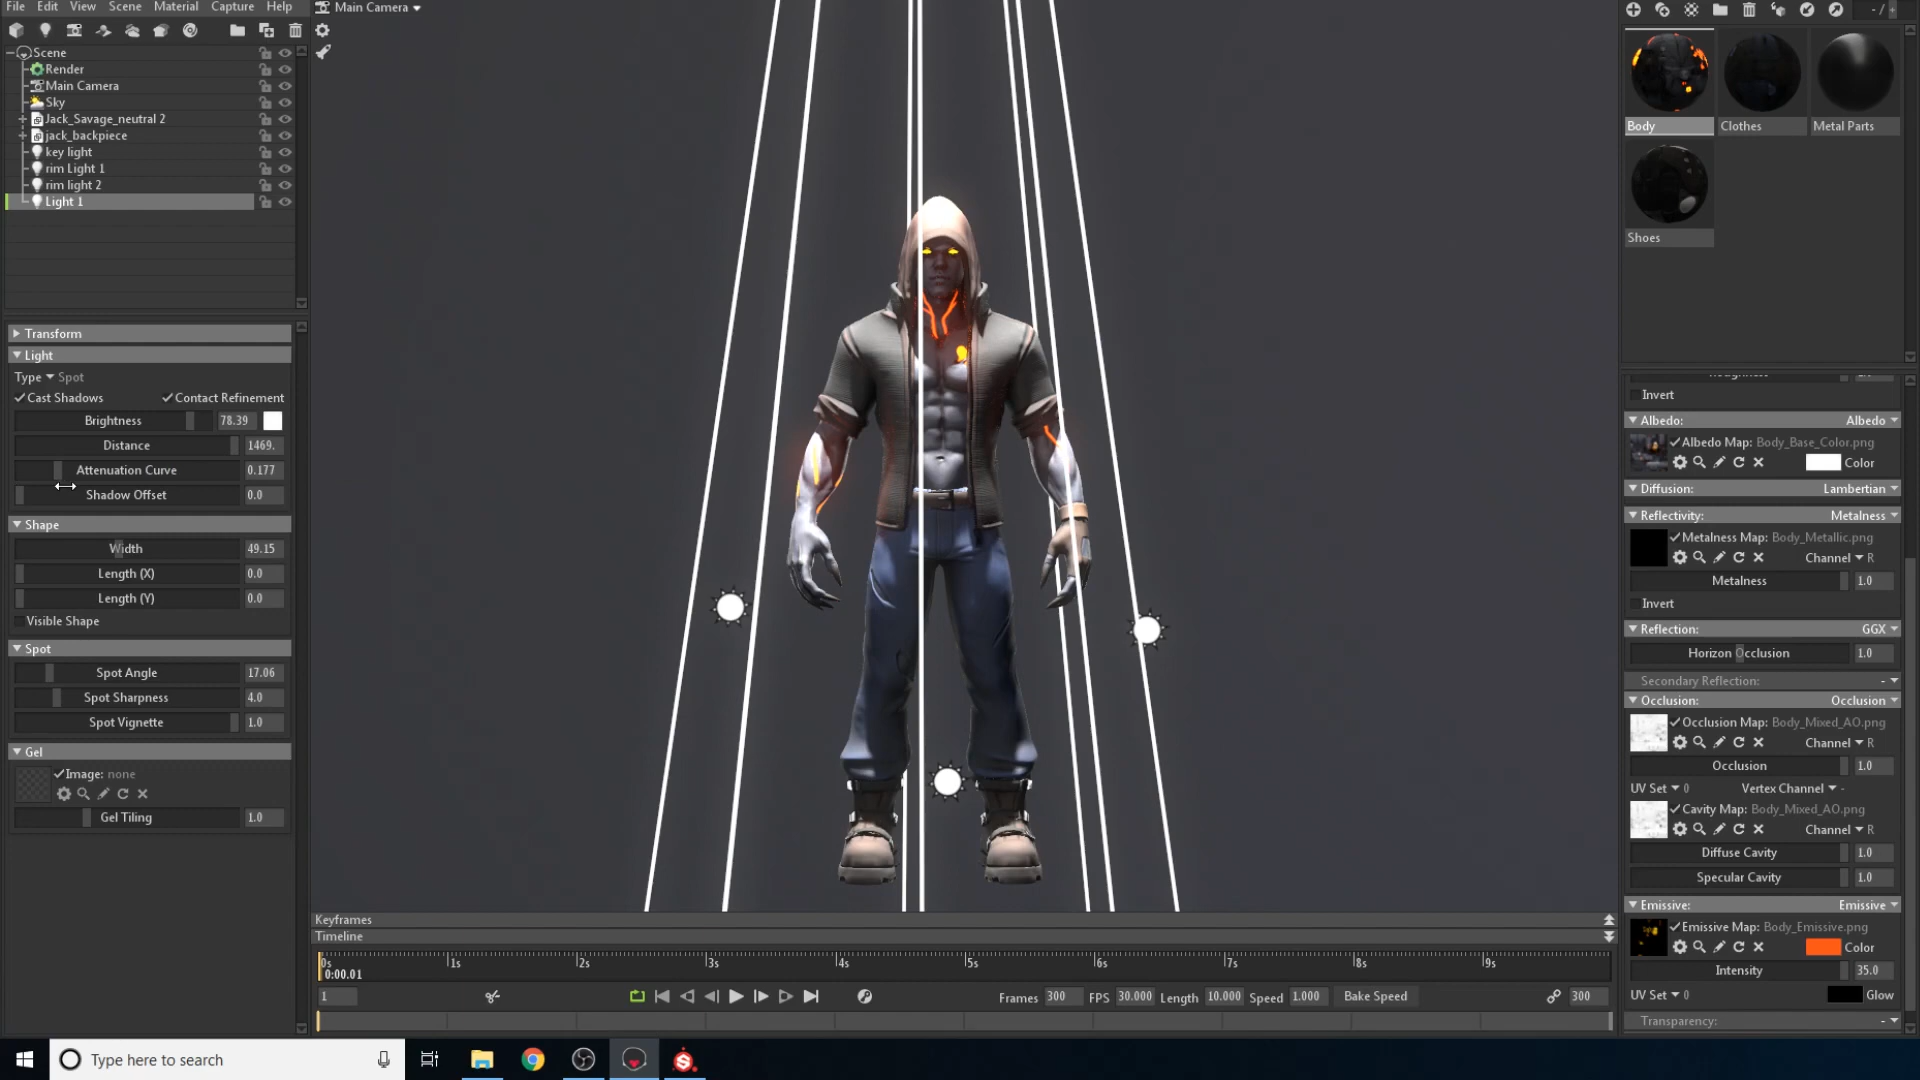 File Edit View Scene Material Capture Help
Main Camera
- /
Scene
Render
Main Camera
Sky
Jack_Savage_neutral 2
jack_backpiece
key light
rim Light 1
rim light 2
Light 1
Body Clothes Metal Parts
Shoes
Transform
Light
Type Spot
Cast Shadows Contact Refinement
Brightness 78.39
Distance 1469.
Attenuation Curve 0.177
Shadow Offset 0.0
Shape
Width 49.15
Length (X) 0.0
Length (Y) 0.0
Visible Shape
Spot
Spot Angle 17.06
Spot Sharpness 4.0
Spot Vignette 1.0
Gel
Image: none
Gel Tiling 1.0
Invert
Albedo: Albedo
Albedo Map: Body_Base_Color.png
Color
Diffusion: Lambertian
Reflectivity: Metalness
Metalness Map: Body_Metallic.png
Channel R
Metalness 1.0
Invert
Reflection: GGX
Horizon Occlusion 1.0
Secondary Reflection: -
Occlusion: Occlusion
Occlusion Map: Body_Mixed_AO.png
Channel R
Occlusion 1.0
UV Set 0 Vertex Channel -
Cavity Map: Body_Mixed_AO.png
Channel R
Diffuse Cavity 1.0
Specular Cavity 1.0
Emissive: Emissive
Emissive Map: Body_Emissive.png
Color
Intensity 35.0
UV Set 0 Glow
Transparency: -
Keyframes
Timeline
0s 1s 2s 3s 4s 5s 6s 7s 8s 9s
0:00.01
1 Frames 300 FPS 30.000 Length 10.000 Speed 1.000 Bake Speed 300
Type here to search